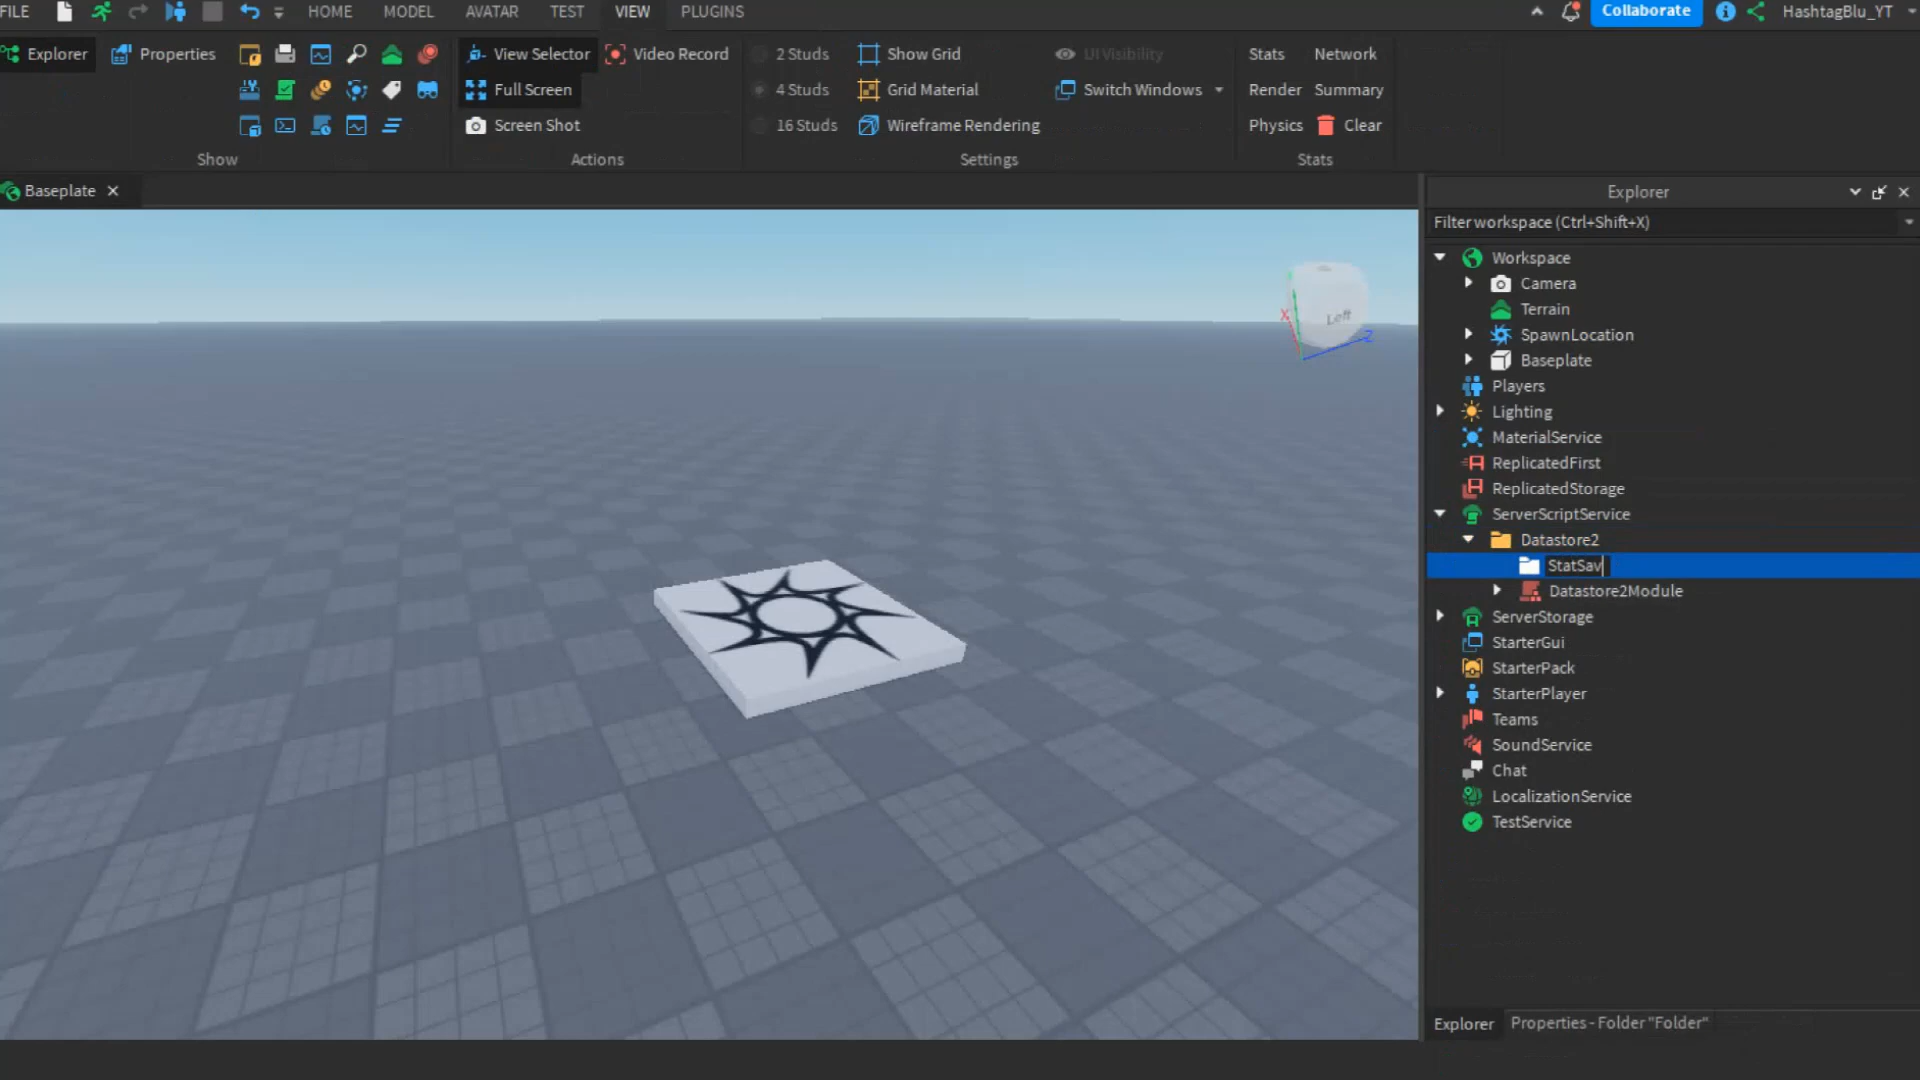 FILE HOME MODEL AVATAR TEST VIEW PLUGINS Collaborate HashtagBlu_YT
Explorer Properties View Selector Video Record 2 Studs Show Grid UI Visibility Stats Network
Full Screen 4 Studs Grid Material Switch Windows Render Summary
Screen Shot 16 Studs Wireframe Rendering Physics Clear
Show Actions Settings Stats
Baseplate
Explorer
Filter workspace (Ctrl+Shift+X)
Workspace
Camera
Terrain
SpawnLocation
Baseplate
Players
Lighting
MaterialService
ReplicatedFirst
ReplicatedStorage
ServerScriptService
Datastore2
StatSav
Datastore2Module
ServerStorage
StarterGui
StarterPack
StarterPlayer
Teams
SoundService
Chat
LocalizationService
TestService
X Left Z
Explorer Properties - Folder "Folder"